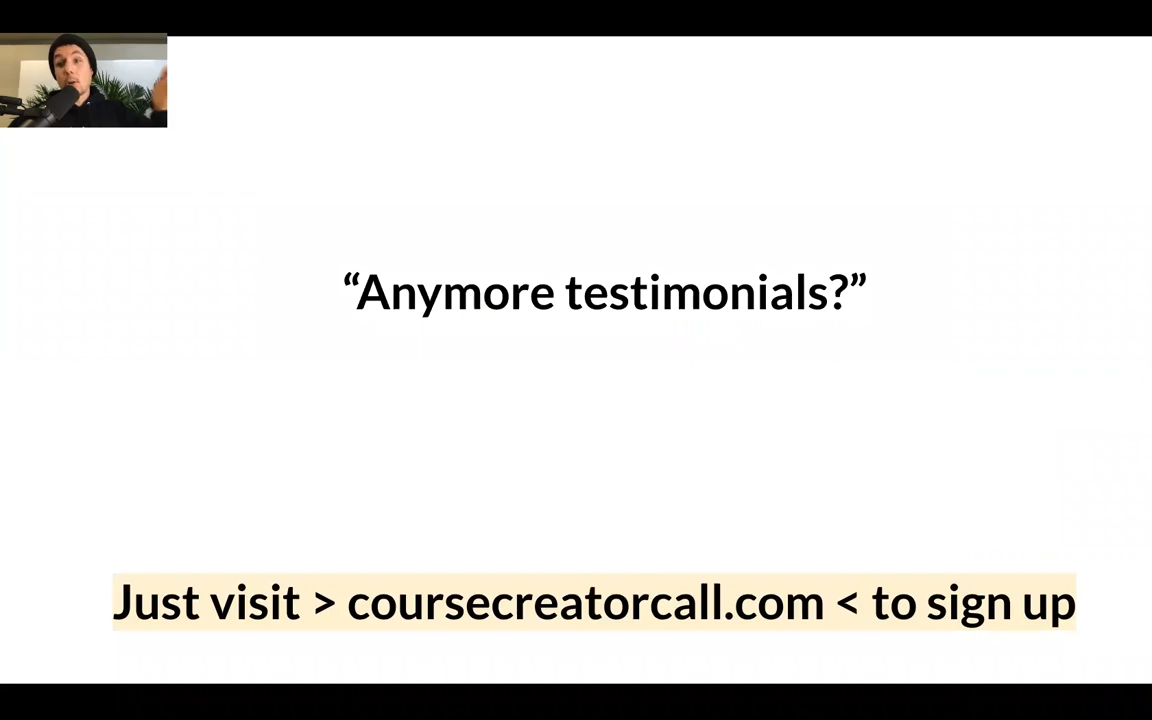 “Anymore testimonials?”
Just visit > coursecreatorcall.com < to sign up